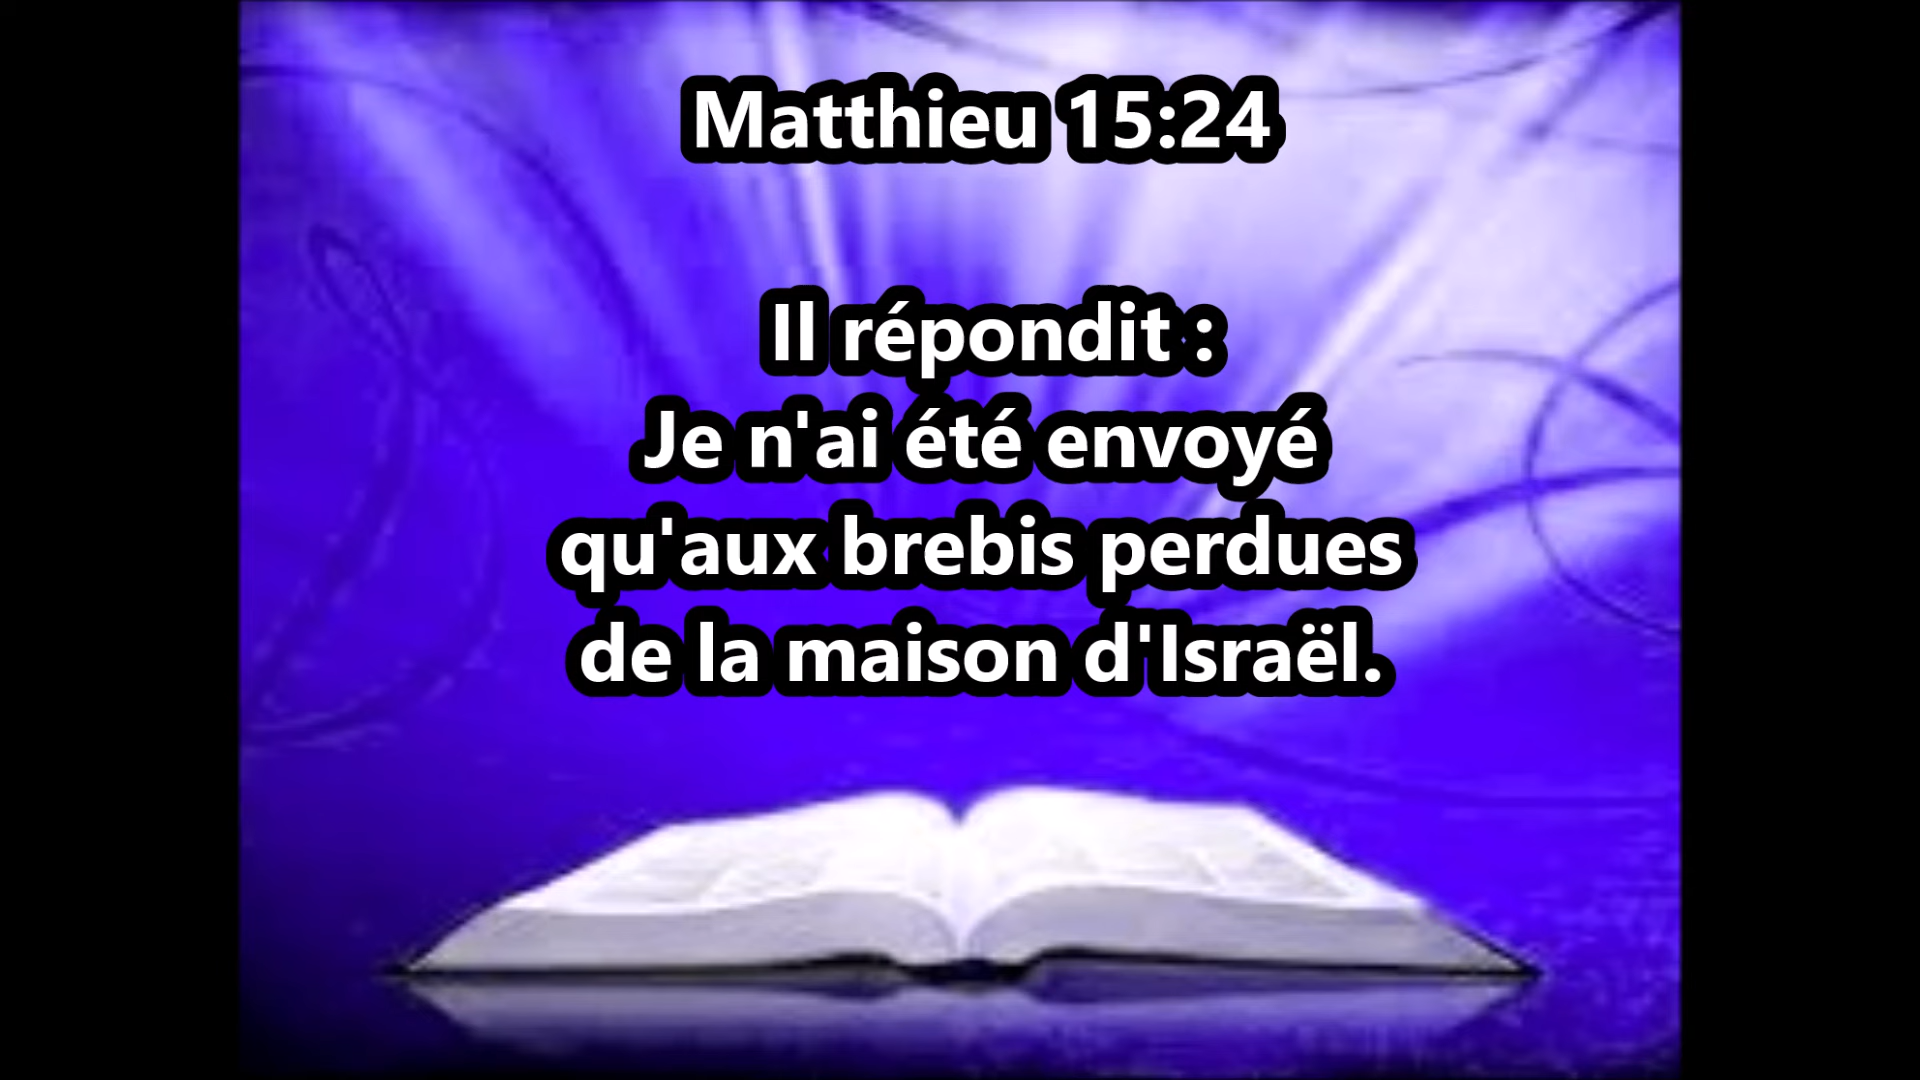 Matthieu 15:24
Il répondit :
Je n'ai été envoyé
qu'aux brebis perdues
de la maison d'Israël.